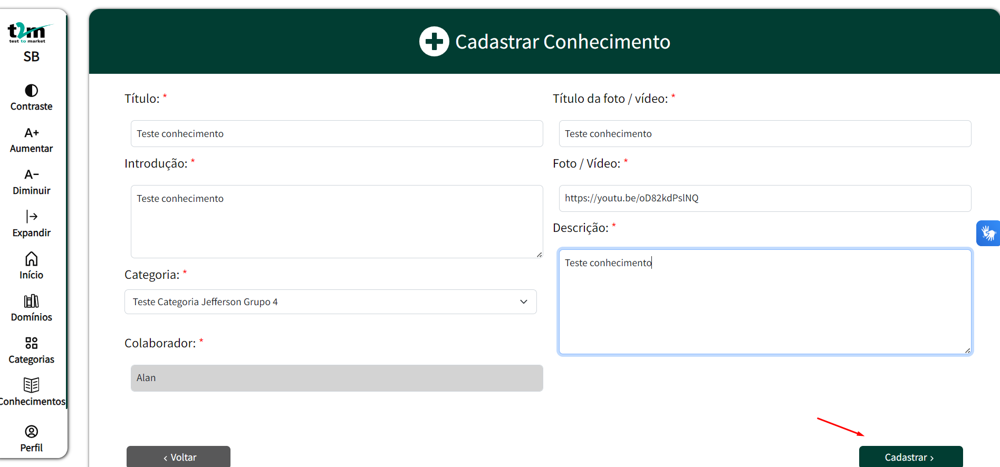 t2m
test to market
SB
Contraste
A+
Aumentar
A-
Diminuir
Expandir
Início
Domínios
Categorias
Conhecimentos
Perfil
Cadastrar Conhecimento
Título: *
Teste conhecimento
Introdução: *
Teste conhecimento
Categoria: *
Teste Categoria Jefferson Grupo 4
Colaborador: *
Alan
‹ Voltar
Título da foto / vídeo: *
Teste conhecimento
Foto / Vídeo: *
https://youtu.be/oD82kdPslNQ
Descrição: *
Teste conhecimento
Cadastrar ›